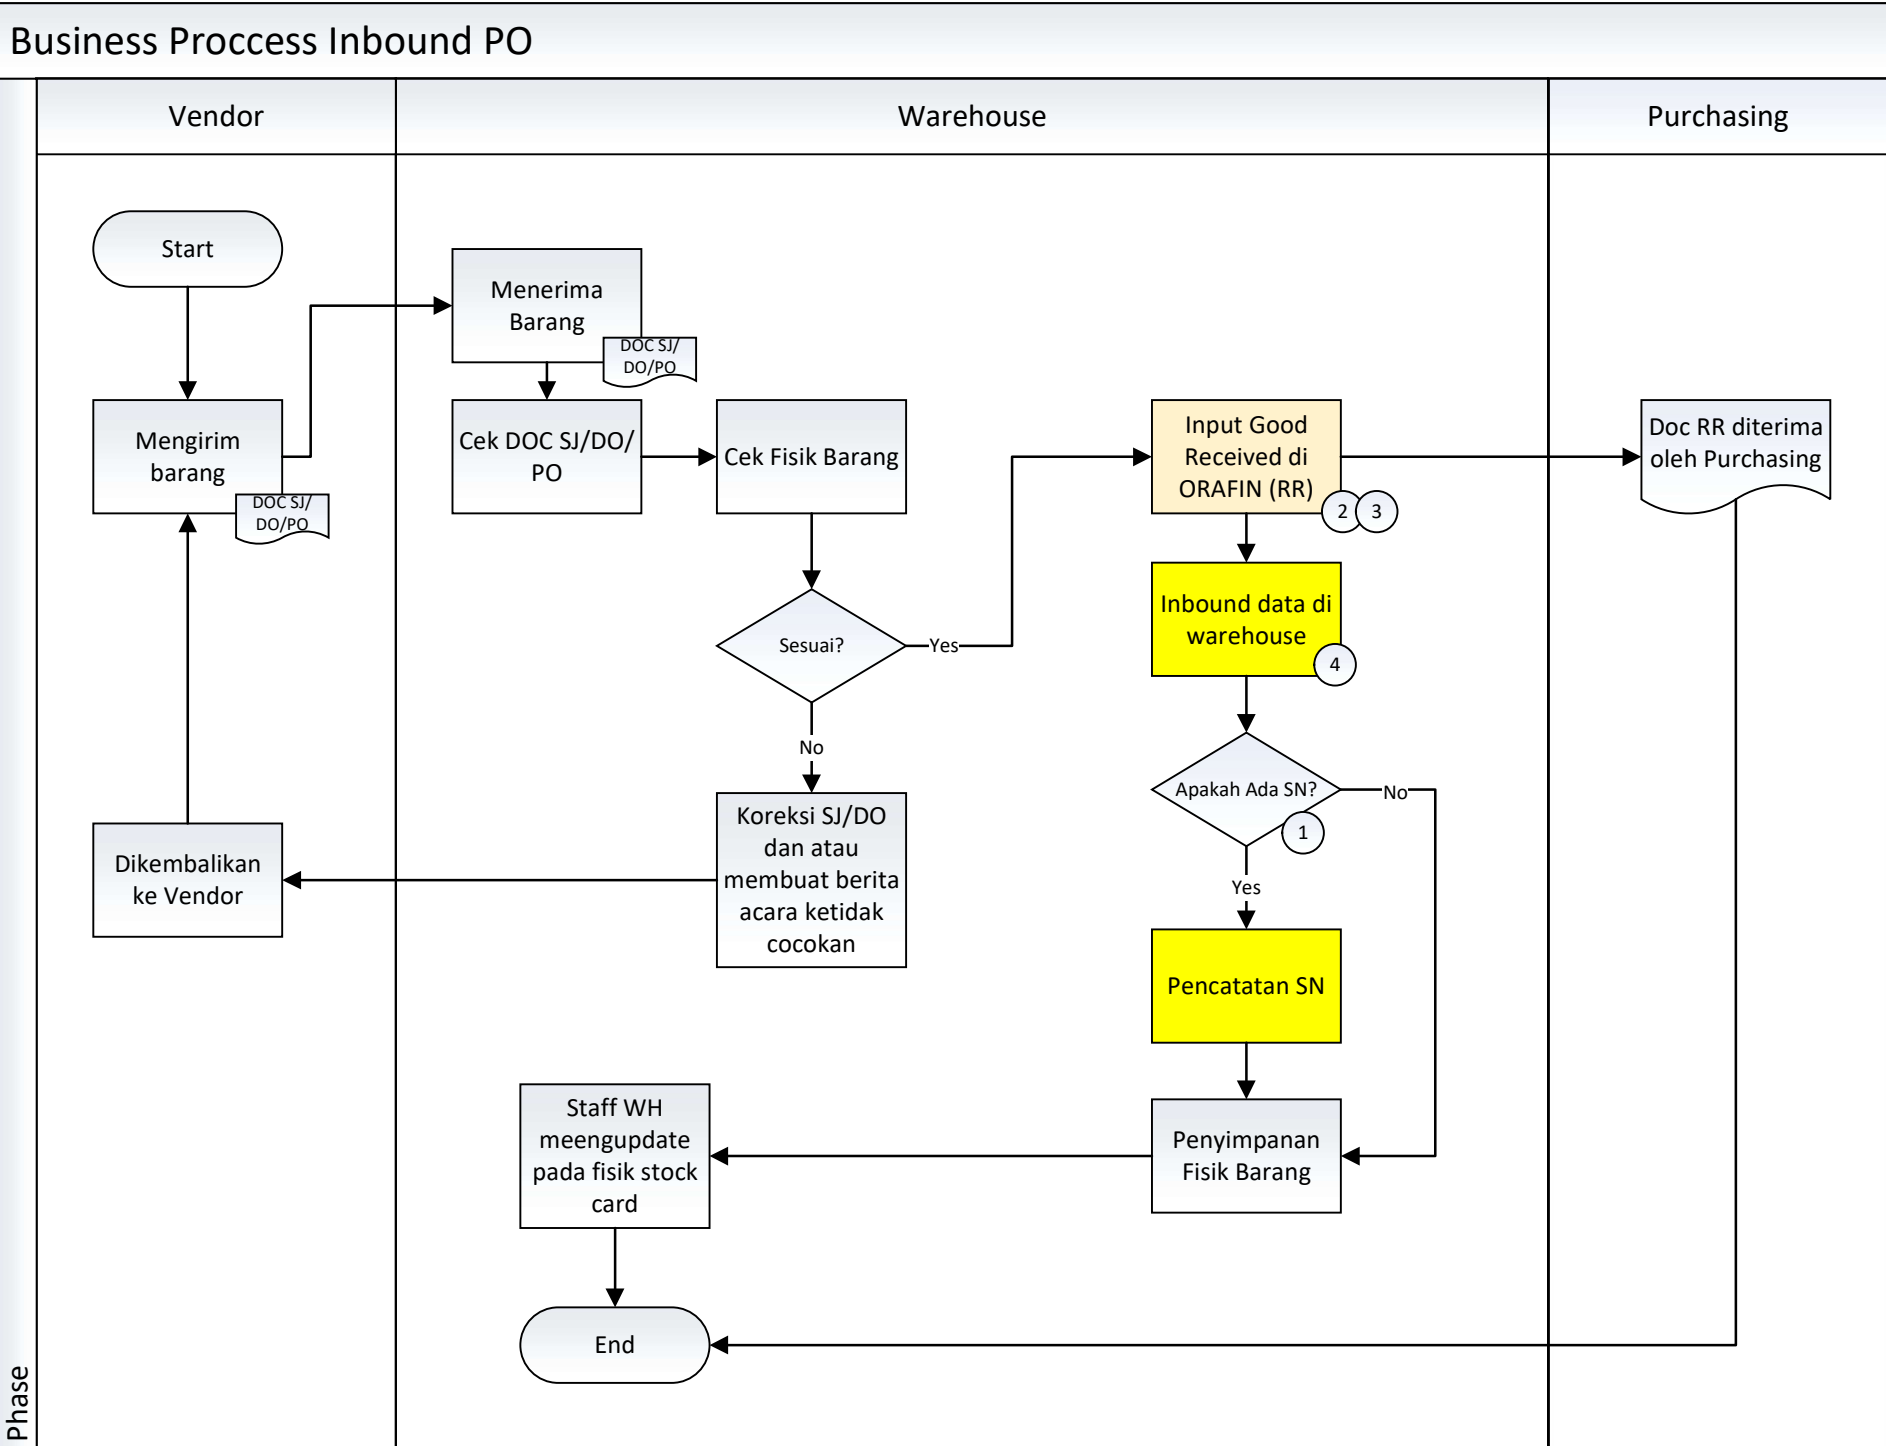 Business Proccess Inbound PO
Vendor
Warehouse
Purchasing
Start
Menerima
Barang
DOC SJ/
DO/PO
Mengirim
barang
DOC SJ/
DO/PO
Cek DOC SJ/DO/
PO
Cek Fisik Barang
Input Good
Received di
ORAFIN (RR)
2
3
Doc RR diterima
oleh Purchasing
Inbound data di
warehouse
4
Sesuai?
Yes
No
Apakah Ada SN?
1
No
Yes
Koreksi SJ/DO
dan atau
membuat berita
acara ketidak
cocokan
Dikembalikan
ke Vendor
Pencatatan SN
Staff WH
meengupdate
pada fisik stock
card
Penyimpanan
Fisik Barang
End
Phase